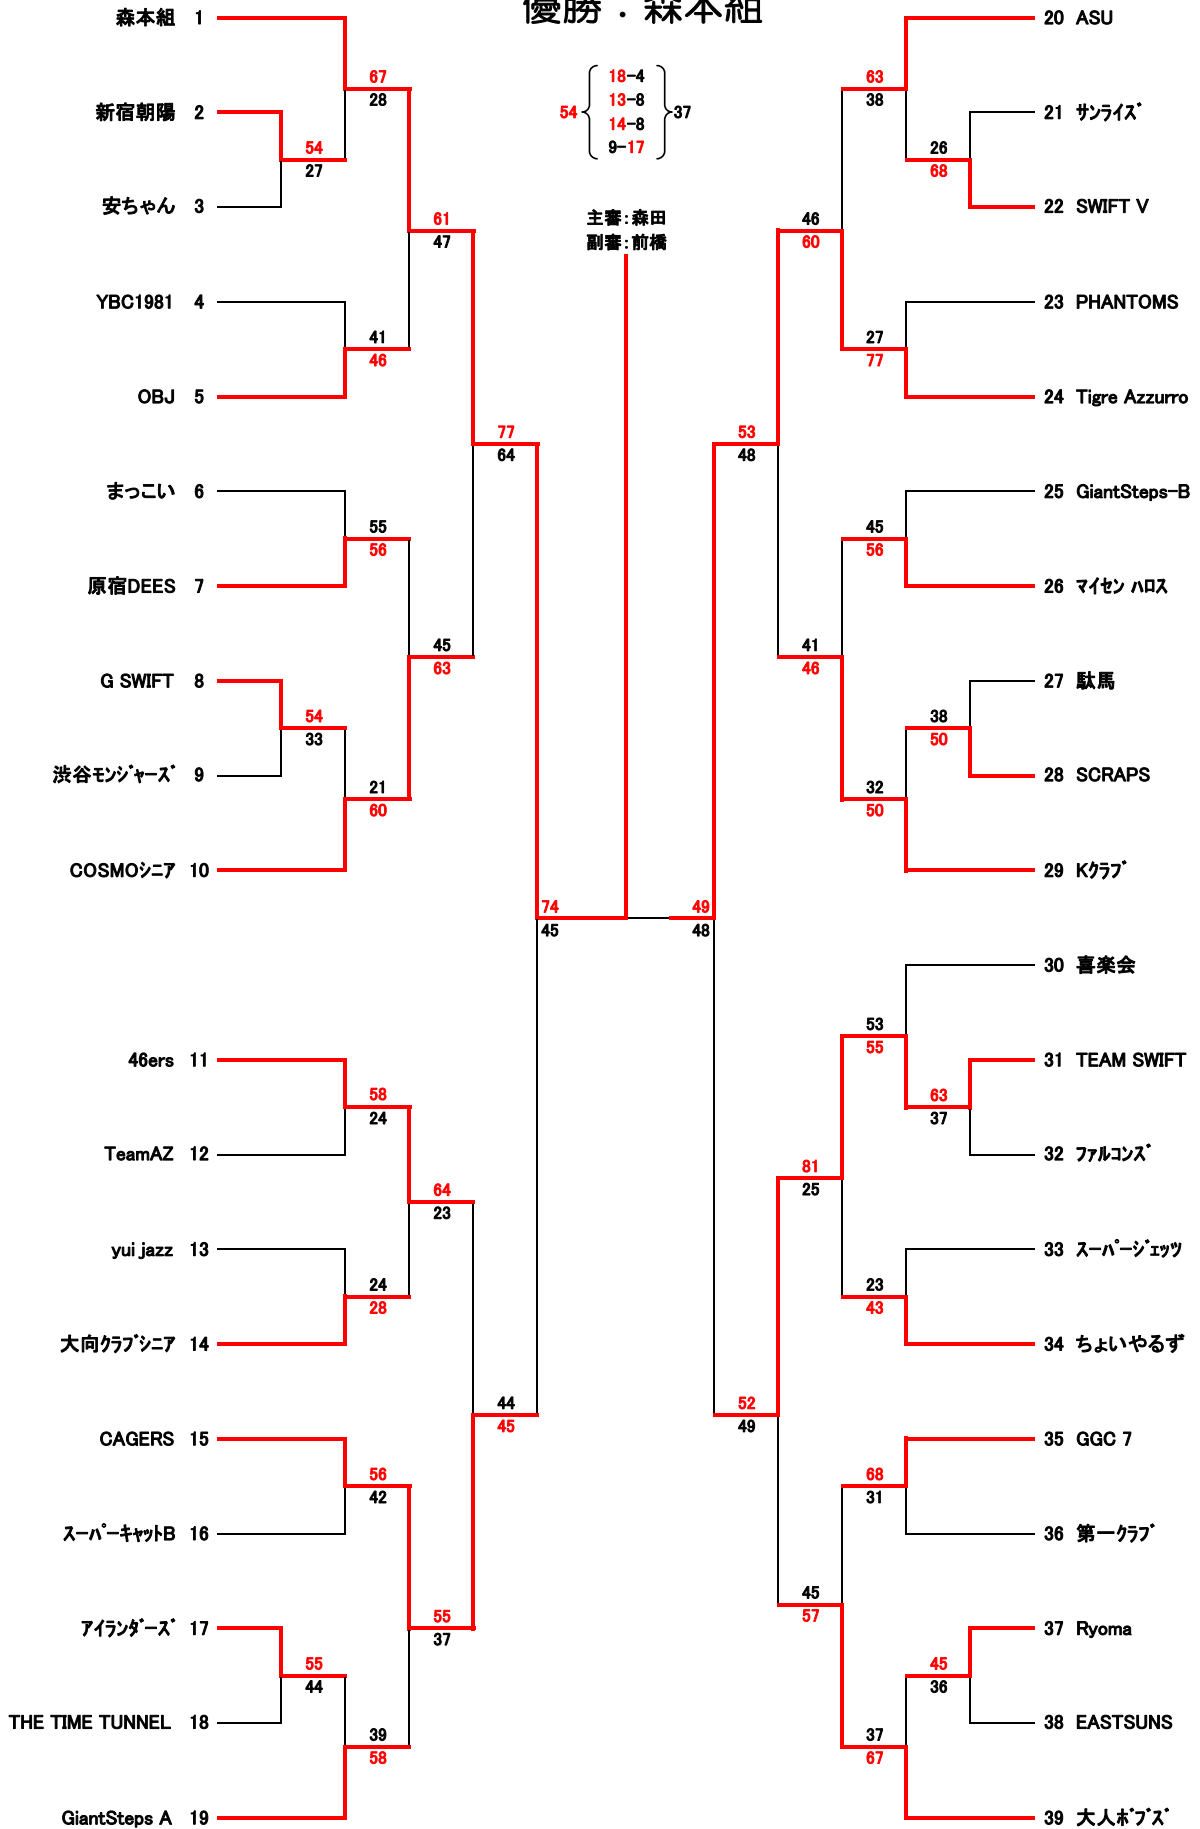 優勝：森本組
森本組 1
67
28
新宿朝陽 2
54
27
安ちゃん 3
61
47
YBC1981 4
41
46
OBJ 5
77
64
まっこい 6
55
56
原宿DEES 7
45
63
G SWIFT 8
54
33
渋谷ﾓﾝｼﾞｬｰｽﾞ 9
21
60
COSMOｼﾆｱ 10
74
45
46ers 11
58
24
TeamAZ 12
64
23
yui jazz 13
24
28
大向ｸﾗﾌﾞｼﾆｱ 14
44
45
CAGERS 15
56
42
ｽｰﾊﾟｰｷｬｯﾄB 16
55
37
ｱｲﾗﾝﾀﾞｰｽﾞ 17
55
44
THE TIME TUNNEL 18
39
58
GiantSteps A 19
18-4
13-8
54 37
14-8
9-17
主審：森田
副審：前橋
20 ASU
63
38
21 ｻﾝﾗｲｽﾞ
26
68
22 SWIFT V
46
60
23 PHANTOMS
27
77
24 Tigre Azzurro
53
48
25 GiantSteps-B
45
56
26 ﾏｲｾﾝ ﾊﾛｽ
41
46
27 駄馬
38
50
28 SCRAPS
32
50
29 Kｸﾗﾌﾞ
49
48
30 喜楽会
53
55
31 TEAM SWIFT
63
37
32 ﾌｧﾙｺﾝｽﾞ
81
25
33 ｽｰﾊﾟｰｼﾞｪｯﾂ
23
43
34 ちょいやるず
52
49
35 GGC 7
68
31
36 第一ｸﾗﾌﾞ
45
57
37 Ryoma
45
36
38 EASTSUNS
37
67
39 大人ﾎﾞﾌﾞｽﾞ